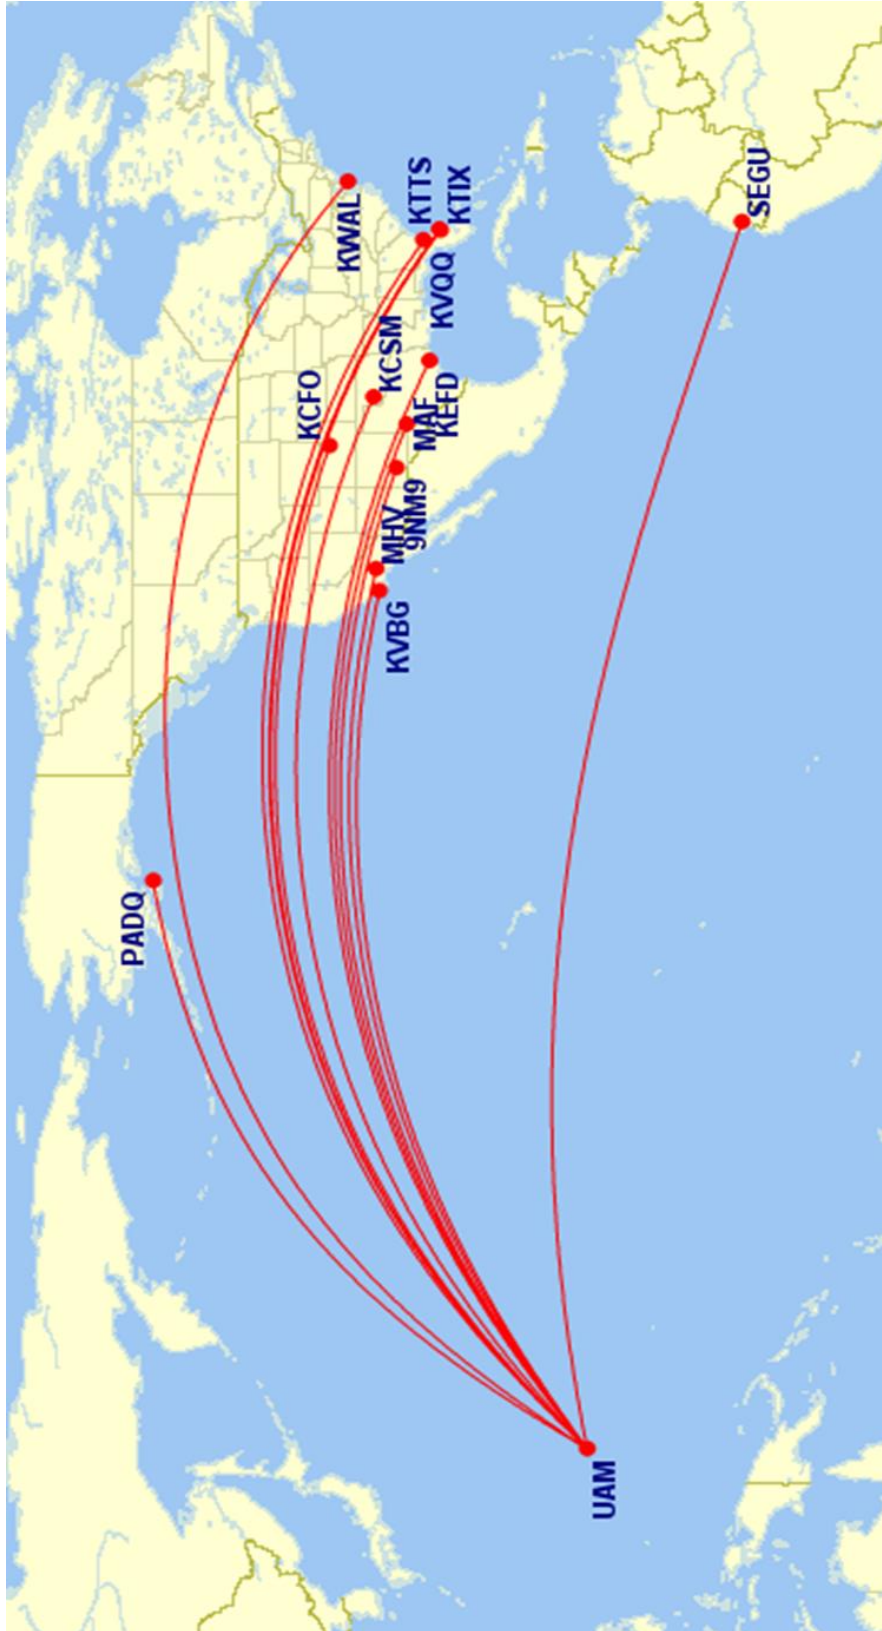 UAM
PADQ
KVBG
MHV
9NM9
MAF
KEFD
KCFO
KCSM
KVQQ
KWAL
KTTS
KTIX
SEGU